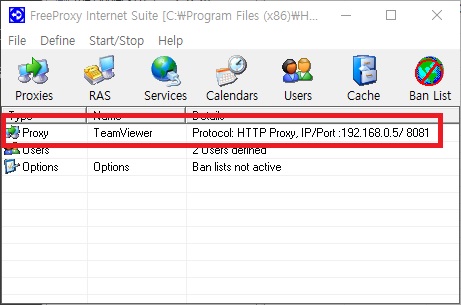 FreeProxy Internet Suite [C:₩Program Files (x86)₩H...
File Define Start/Stop Help
Proxies RAS Services Calendars Users Cache Ban List
Type Name Details
Proxy TeamViewer Protocol: HTTP Proxy, IP/Port :192.168.0.5/ 8081
Users 2 Users defined
Options Options Ban lists not active